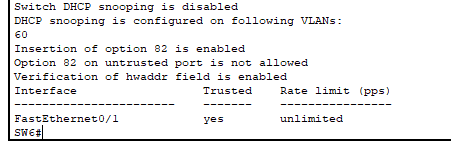 Switch DHCP snooping is disabled
DHCP snooping is configured on following VLANs:
60
Insertion of option 82 is enabled
Option 82 on untrusted port is not allowed
Verification of hwaddr field is enabled
Interface Trusted Rate limit (pps)
----------------------- ------- ----------------
FastEthernet0/1 yes unlimited
SW6#